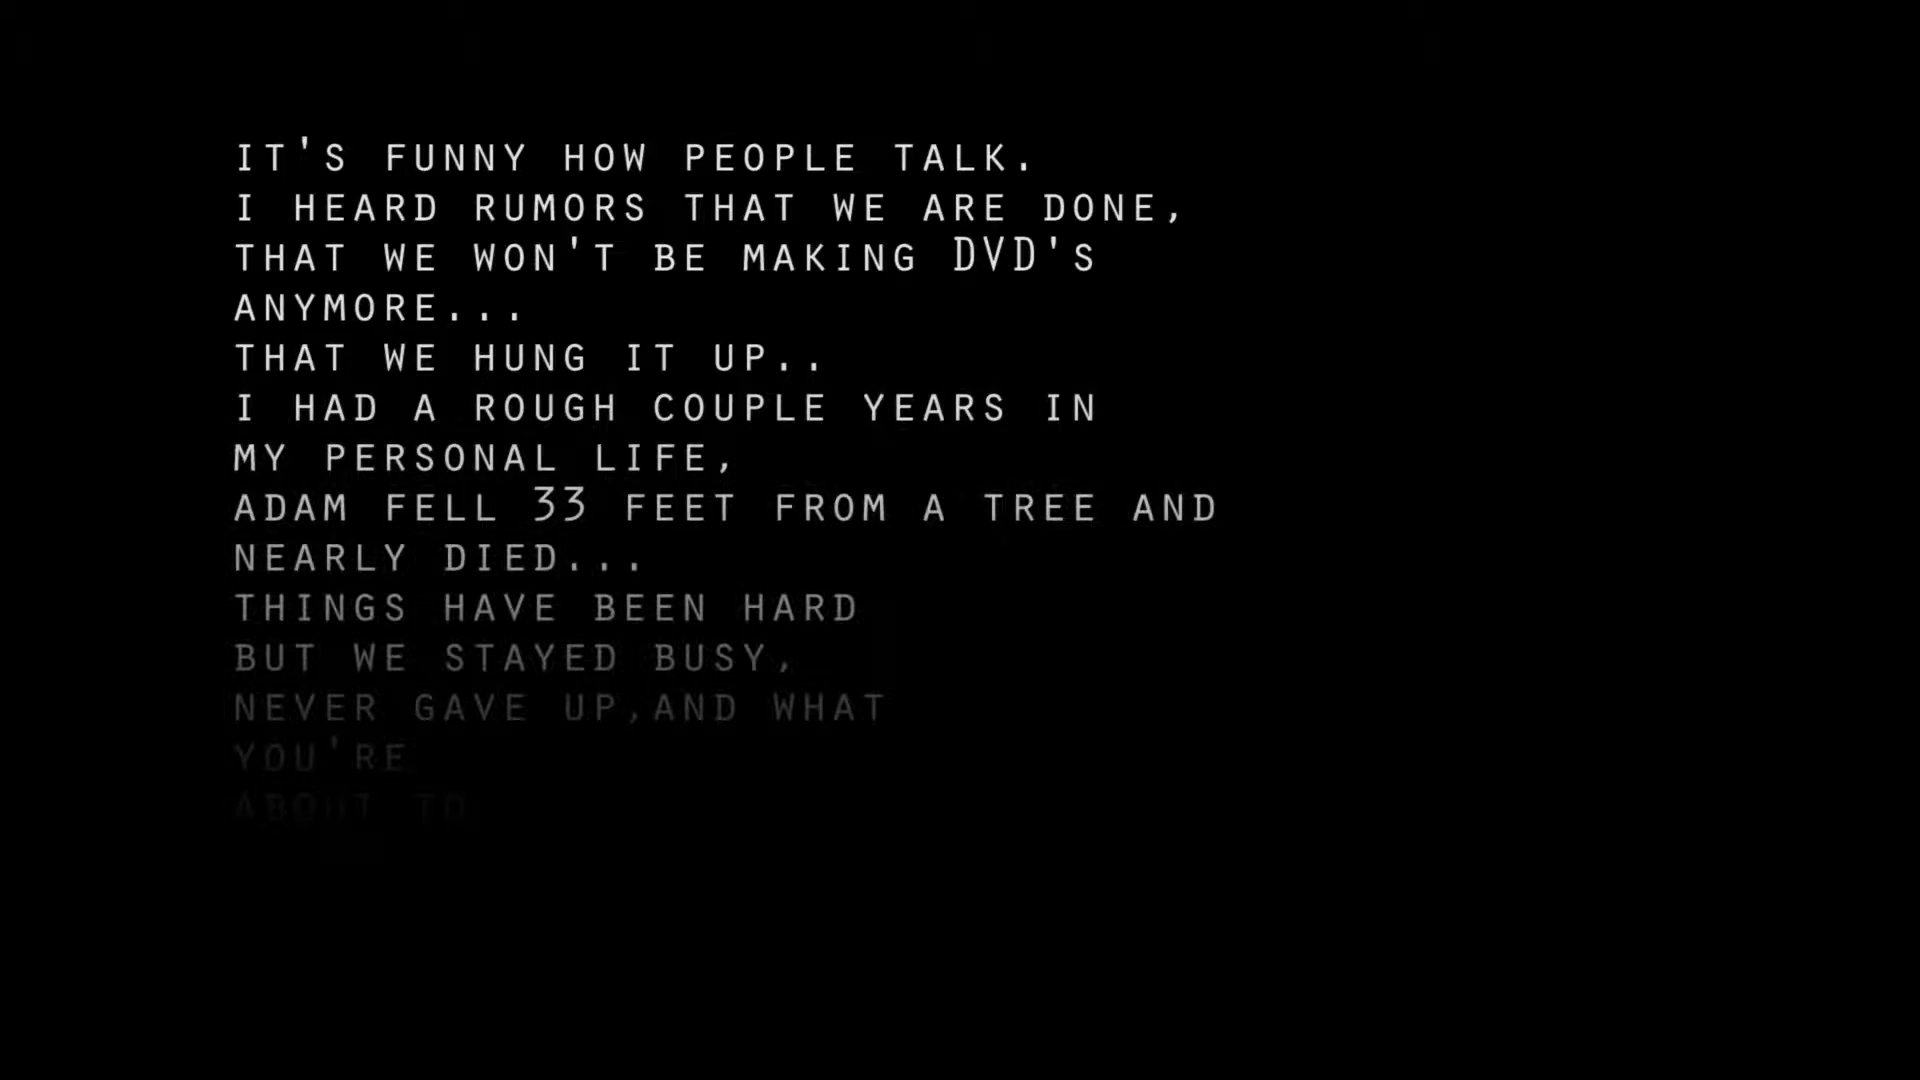 IT'S FUNNY HOW PEOPLE TALK.
I HEARD RUMORS THAT WE ARE DONE,
THAT WE WON'T BE MAKING DVD'S
ANYMORE...
THAT WE HUNG IT UP..
I HAD A ROUGH COUPLE YEARS IN
MY PERSONAL LIFE,
ADAM FELL 33 FEET FROM A TREE AND
NEARLY DIED...
THINGS HAVE BEEN HARD
BUT WE STAYED BUSY,
NEVER GAVE UP,AND WHAT
YOU'RE
ABOUT TO